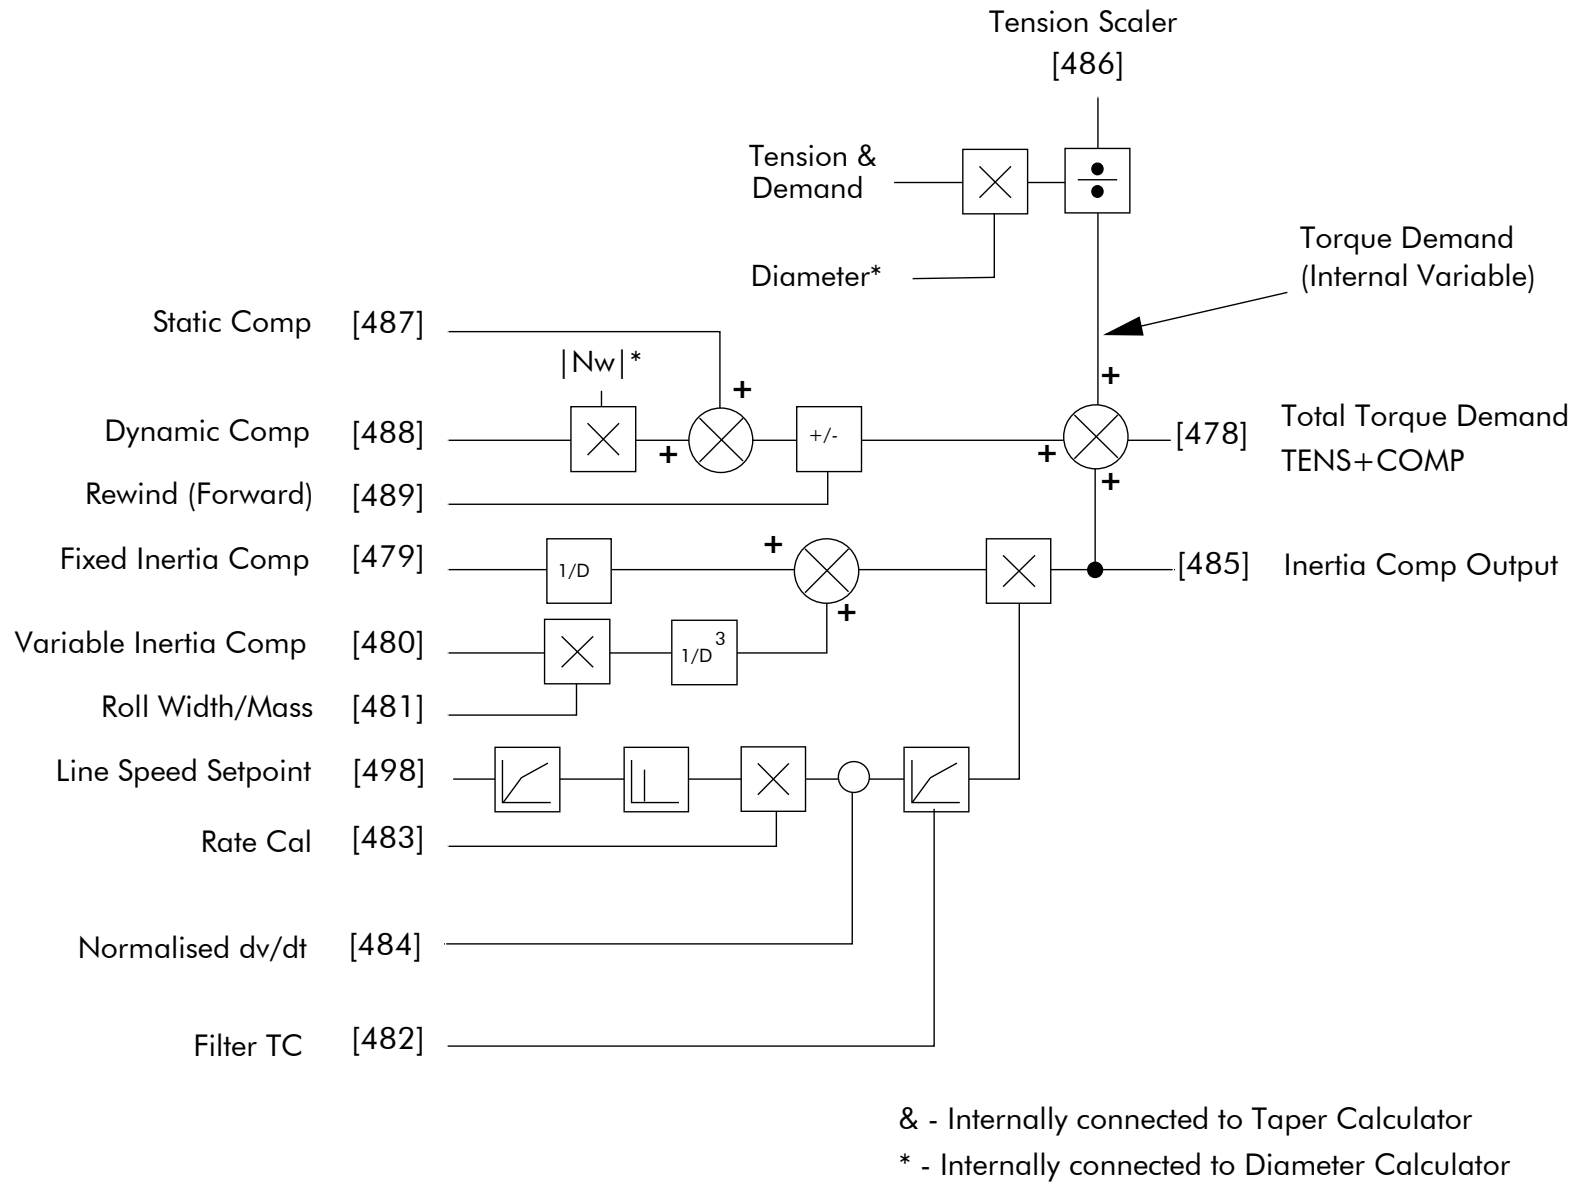 Tension Scaler
[486]
Tension &
Demand
Diameter*
Torque Demand
(Internal Variable)
Static Comp [487]
|Nw|*
+
+
Dynamic Comp [488]
+
+/-
+
[478] Total Torque Demand
TENS+COMP
+
Rewind (Forward) [489]
Fixed Inertia Comp [479]
1/D
+
[485] Inertia Comp Output
+
Variable Inertia Comp [480]
1/D 3
Roll Width/Mass [481]
Line Speed Setpoint [498]
Rate Cal [483]
Normalised dv/dt [484]
Filter TC [482]
& - Internally connected to Taper Calculator
* - Internally connected to Diameter Calculator